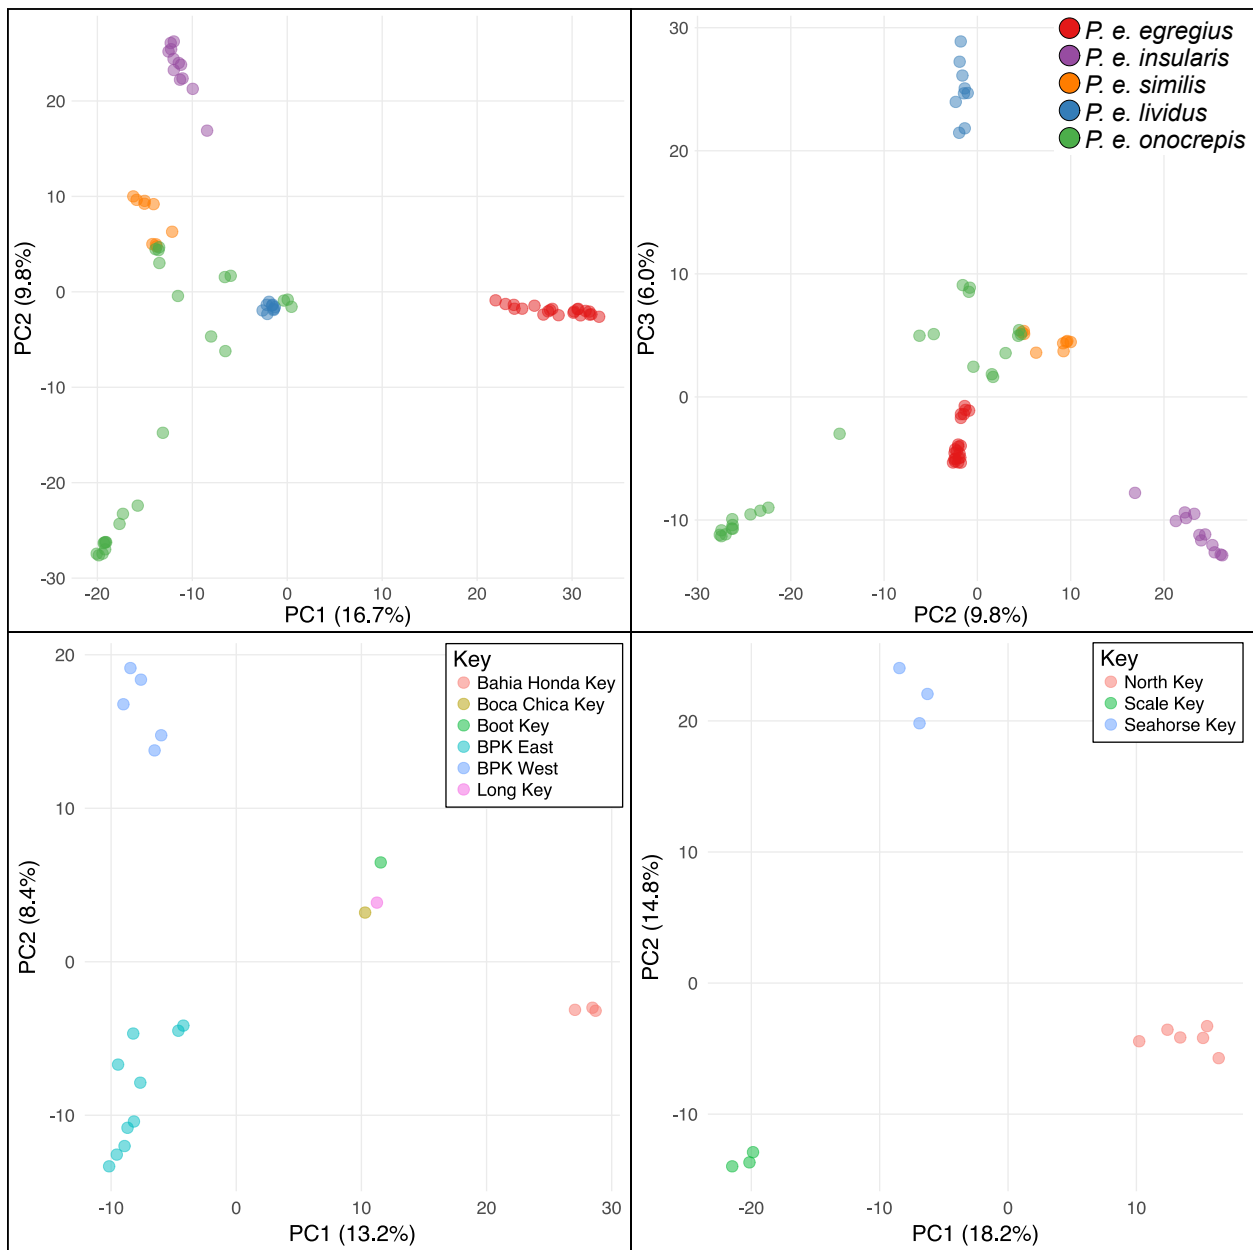 20
10
0
-10
-20
-30
PC2 (9.8%)
-20
-10
0
10
20
30
PC1 (16.7%)
30
20
10
0
-10
PC3 (6.0%)
-30
-20
-10
0
10
20
PC2 (9.8%)
P. e. egregius
P. e. insularis
P. e. similis
P. e. lividus
P. e. onocrepis
20
10
0
-10
PC2 (8.4%)
-10
0
10
20
30
PC1 (13.2%)
Key
Bahia Honda Key
Boca Chica Key
Boot Key
BPK East
BPK West
Long Key
20
10
0
-10
PC2 (14.8%)
-20
-10
0
10
PC1 (18.2%)
Key
North Key
Scale Key
Seahorse Key